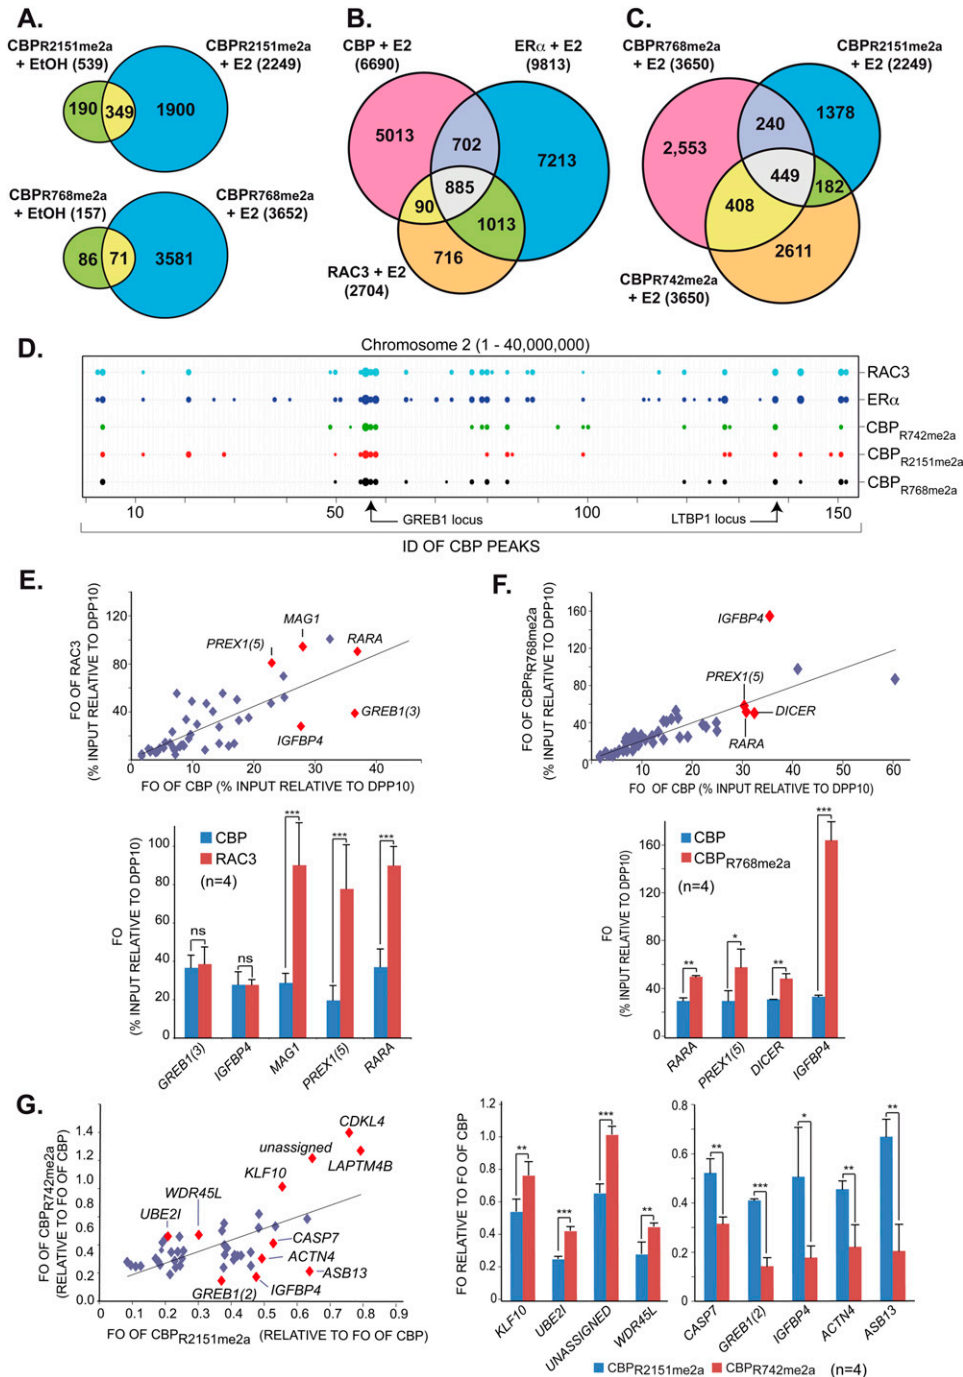 A.
CBPR2151me2a
+ EtOH (539)
CBPR2151me2a
+ E2 (2249)
190
349
1900
CBPR768me2a
+ EtOH (157)
CBPR768me2a
+ E2 (3652)
86
71
3581
B.
CBP + E2
(6690)
ERα + E2
(9813)
5013
702
7213
885
90
1013
716
RAC3 + E2
(2704)
C.
CBPR768me2a
+ E2 (3650)
CBPR2151me2a
+ E2 (2249)
1378
240
2,553
449
182
408
2611
CBPR742me2a
+ E2 (3650)
D.
Chromosome 2 (1 - 40,000,000)
RAC3
ERα
CBPR742me2a
CBPR2151me2a
CBPR768me2a
10 50 100 150
GREB1 locus
LTBP1 locus
ID OF CBP PEAKS
E.
FO OF RAC3
(% INPUT RELATIVE TO DPP10)
120
80
40
MAG1
PREX1(5)
RARA
GREB1(3)
IGFBP4
0 10 20 30 40
FO OF CBP (% INPUT RELATIVE TO DPP10)
FO
(% INPUT RELATIVE TO DPP10)
100
80
60
40
20
0
CBP
RAC3
(n=4)
ns
ns
***
***
***
GREB1(3)
IGFBP4
MAG1
PREX1(5)
RARA
F.
FO OF CBPRR768me2a
(% INPUT RELATIVE TO DPP10)
160
120
80
40
0
IGFBP4
PREX1(5)
DICER
RARA
0 10 20 30 40 50 60
FO OF CBP (% INPUT RELATIVE TO DPP10)
FO
(% INPUT RELATIVE TO DPP10)
160
100
60
30
0
CBP
CBPR768me2a
(n=4)
**
*
**
***
RARA
PREX1(5)
DICER
IGFBP4
G.
FO OF CBPR742me2a
(RELATIVE TO FO OF CBP)
1.4
1.2
1.0
0.8
0.6
0.4
0.2
0.0
CDKL4
unassigned
LAPTM4B
KLF10
WDR45L
UBE2I
CASP7
ACTN4
ASB13
GREB1(2)
IGFBP4
0 0.1 0.2 0.3 0.4 0.5 0.6 0.7 0.8 0.9
FO OF CBPR2151me2a (RELATIVE TO FO OF CBP)
FO RELATIVE TO FO OF CBP
1.2
1.0
0.8
0.6
0.4
0.2
0
**
***
***
**
KLF10
UBE2I
UNASSIGNED
WDR45L
0.8
0.6
0.4
0.2
0
**
***
*
**
**
CASP7
GREB1(2)
IGFBP4
ACTN4
ASB13
CBPR2151me2a CBPR742me2a (n=4)